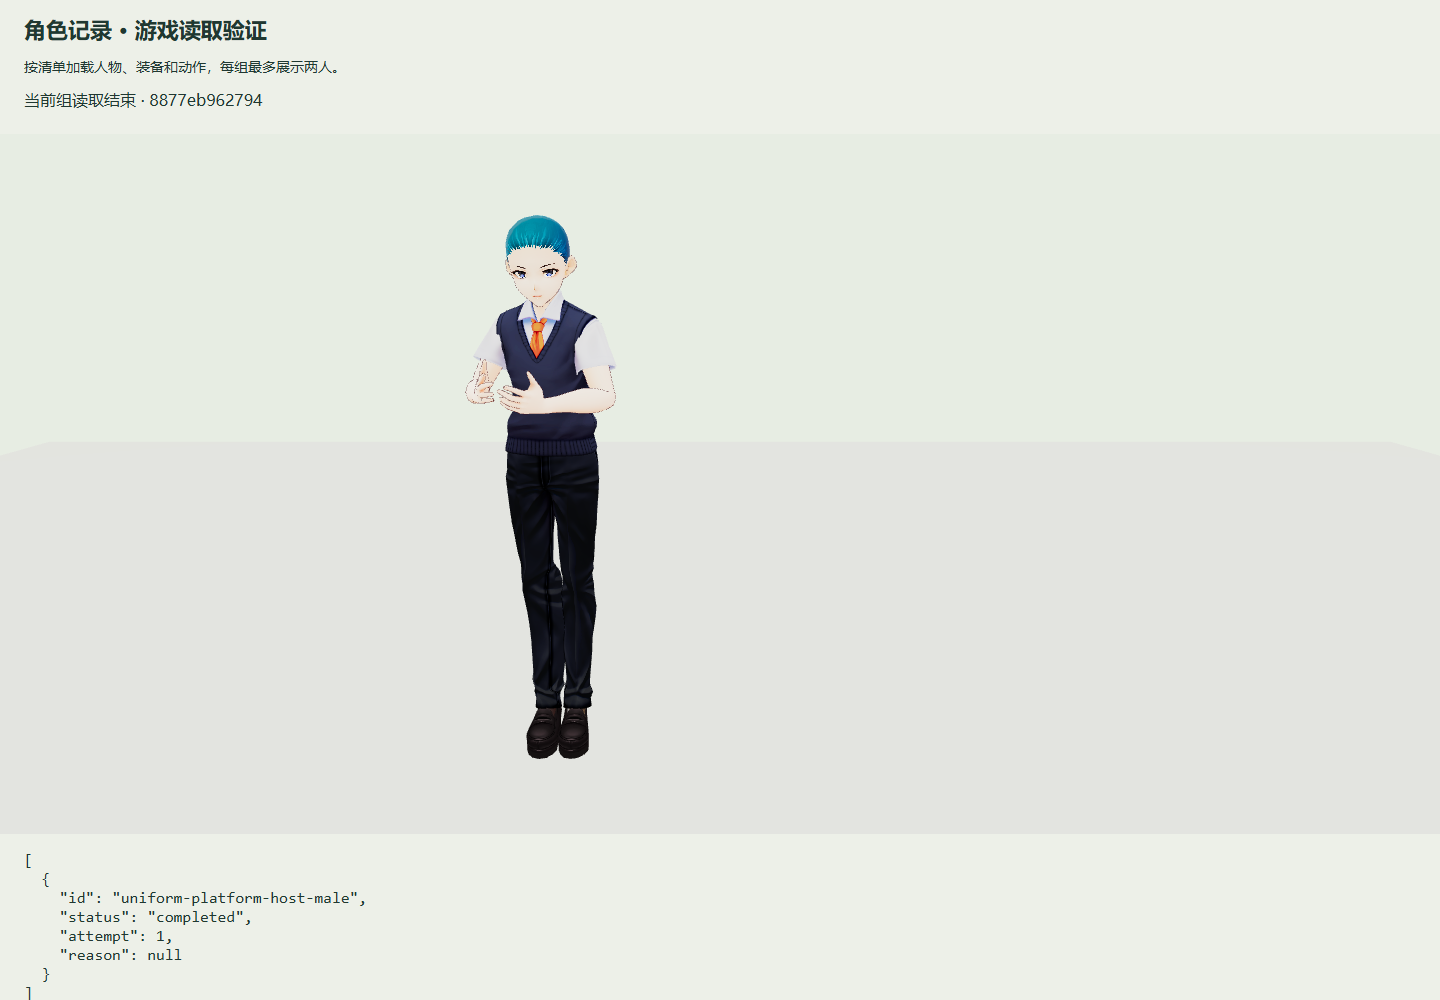 角色记录 • 游戏读取验证
按清单加载人物、装备和动作，每组最多展示两人。
当前组读取结束 · 8877eb962794
[
  {
    "id": "uniform-platform-host-male",
    "status": "completed",
    "attempt": 1,
    "reason": null
  }
]